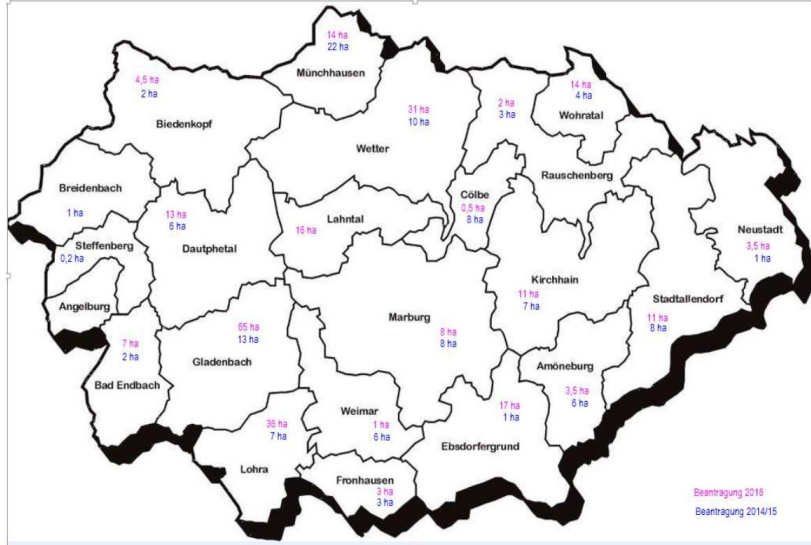 14 ha
22 ha
Münchhausen
4,5 ha
2 ha
Biedenkopf
31 ha
10 ha
Wetter
2 ha
3 ha
Rauschenberg
14 ha
4 ha
Wohratal
Breidenbach
1 ha
Steffenberg
0,2 ha
Angelburg
13 ha
6 ha
Dautphetal
Lahntal
16 ha
Cölbe
0,5 ha
8 ha
Neustadt
3,5 ha
1 ha
Kirchhain
11 ha
7 ha
Stadtallendorf
11 ha
8 ha
Marburg
8 ha
8 ha
65 ha
13 ha
Gladenbach
7 ha
2 ha
Bad Endbach
Amöneburg
3,5 ha
6 ha
Weimar
1 ha
6 ha
17 ha
1 ha
Ebsdorfergrund
36 ha
7 ha
Lohra
Fronhausen
3 ha
3 ha
Beantragung 2016
Beantragung 2014/15